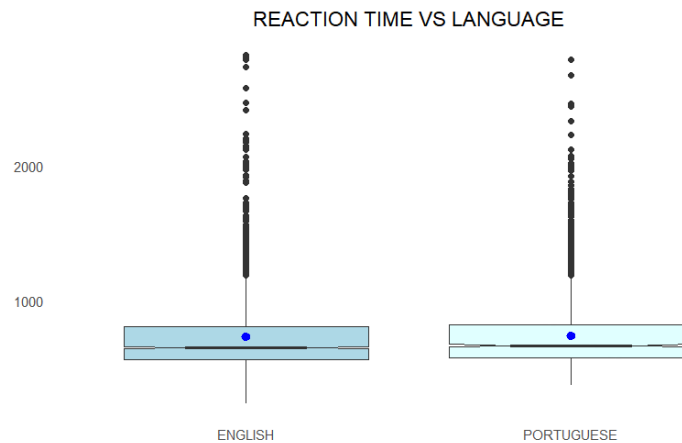 REACTION TIME VS LANGUAGE
2000
1000
ENGLISH PORTUGUESE